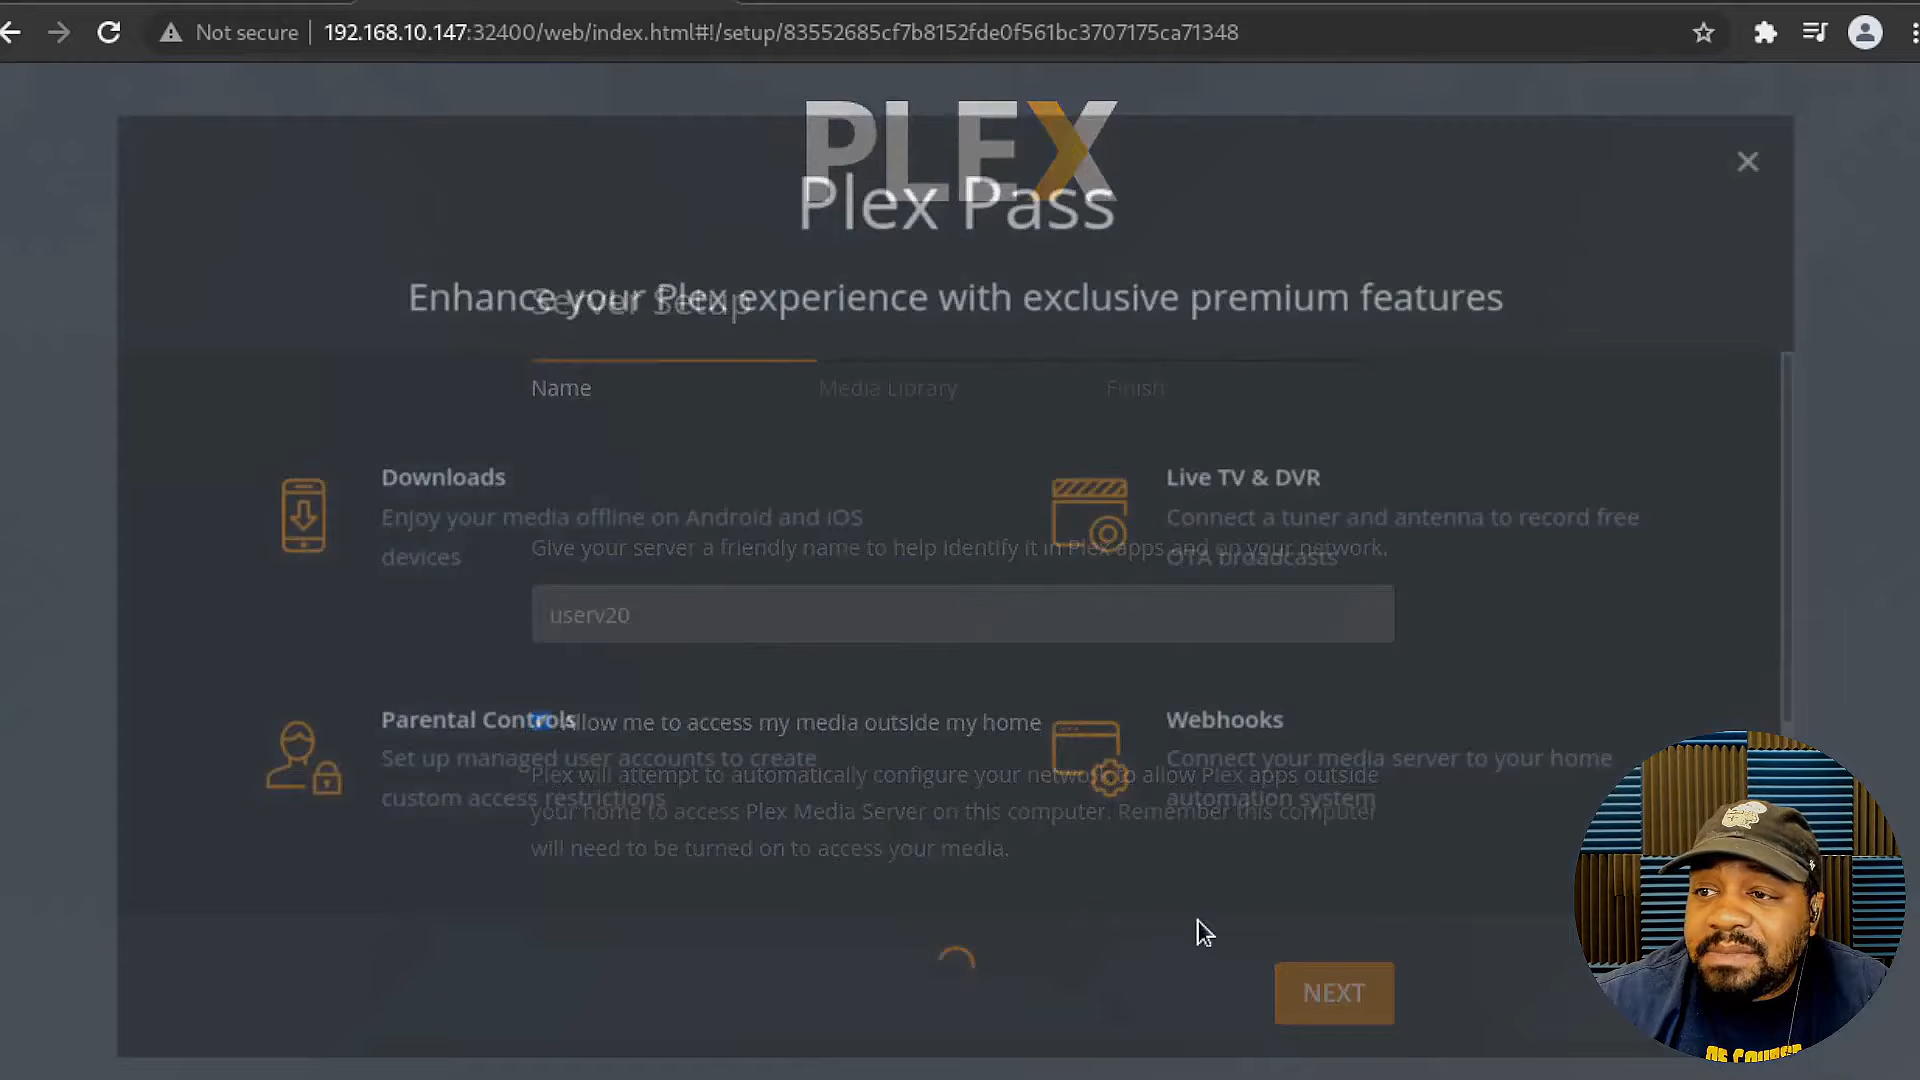 Not secure
192.168.10.147:32400/web/index.html#!/setup/83552685cf7b8152fde0f561bc3707175ca71348
PLEX
Plex Pass
Enhance your Plex experience with exclusive premium features
Server Setup
Name
Media Library
Finish
Downloads
Enjoy your media offline on Android and iOS
devices
Live TV & DVR
Connect a tuner and antenna to record free
OTA broadcasts
Give your server a friendly name to help identify it in Plex apps and on your network.
userv20
Parental Controls
Set up managed user accounts to create
custom access restrictions
Webhooks
Connect your media server to your home
automation system
Allow me to access my media outside my home
Plex will attempt to automatically configure your network to allow Plex apps outside
your home to access Plex Media Server on this computer. Remember this computer
will need to be turned on to access your media.
NEXT
OF COURSE